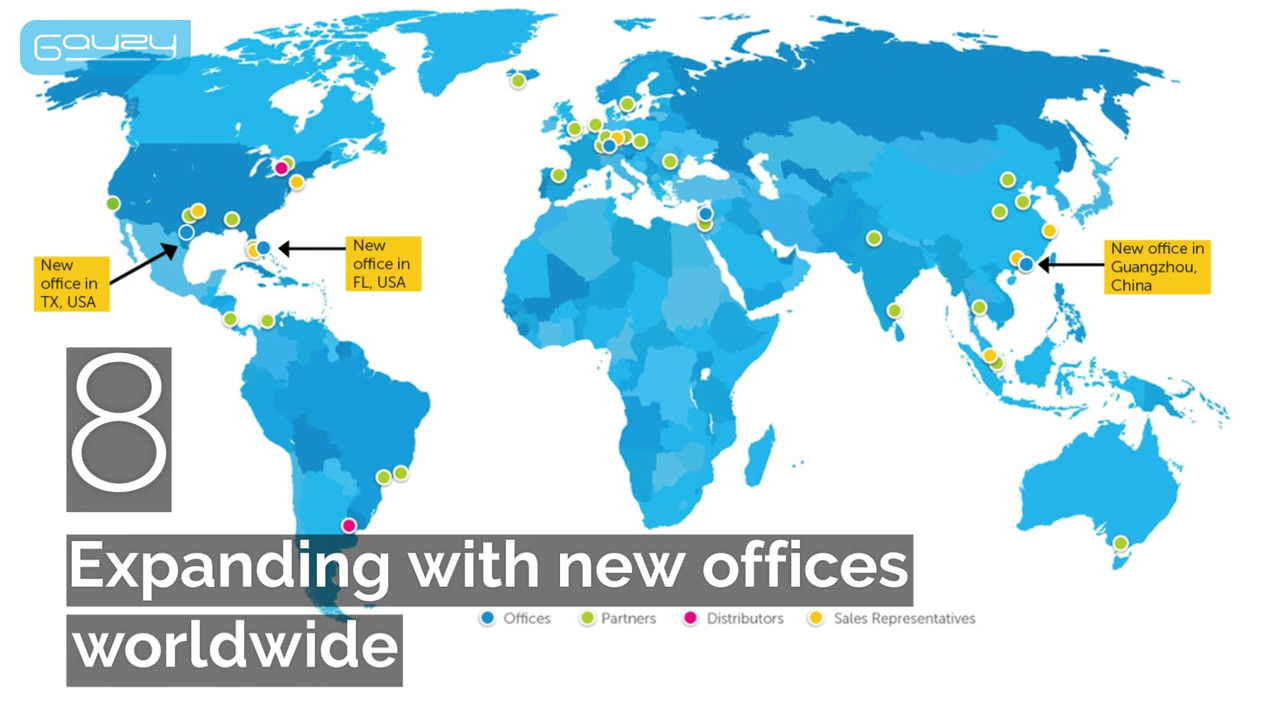 Gauzy
New
office in
TX, USA
New
office in
FL, USA
New office in
Guangzhou,
China
8
Expanding with new offices
worldwide
Offices
Partners
Distributors
Sales Representatives